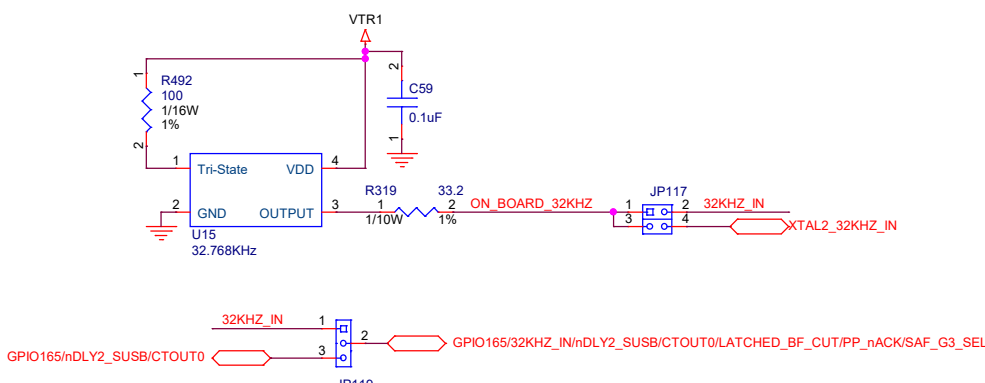 VTR1
1
R492
100
1/16W
1%
2
2
C59
0.1uF
1
1
Tri-State
VDD
4
2
GND
OUTPUT
3
U15
32.768KHz
R319
33.2
1
2
1/10W
1%
ON_BOARD_32KHZ
JP117
1
2
32KHZ_IN
3
4
XTAL2_32KHZ_IN
32KHZ_IN
1
2
GPIO165/32KHZ_IN/nDLY2_SUSB/CTOUT0/LATCHED_BF_CUT/PP_nACK/SAF_G3_SEL
GPIO165/nDLY2_SUSB/CTOUT0
3